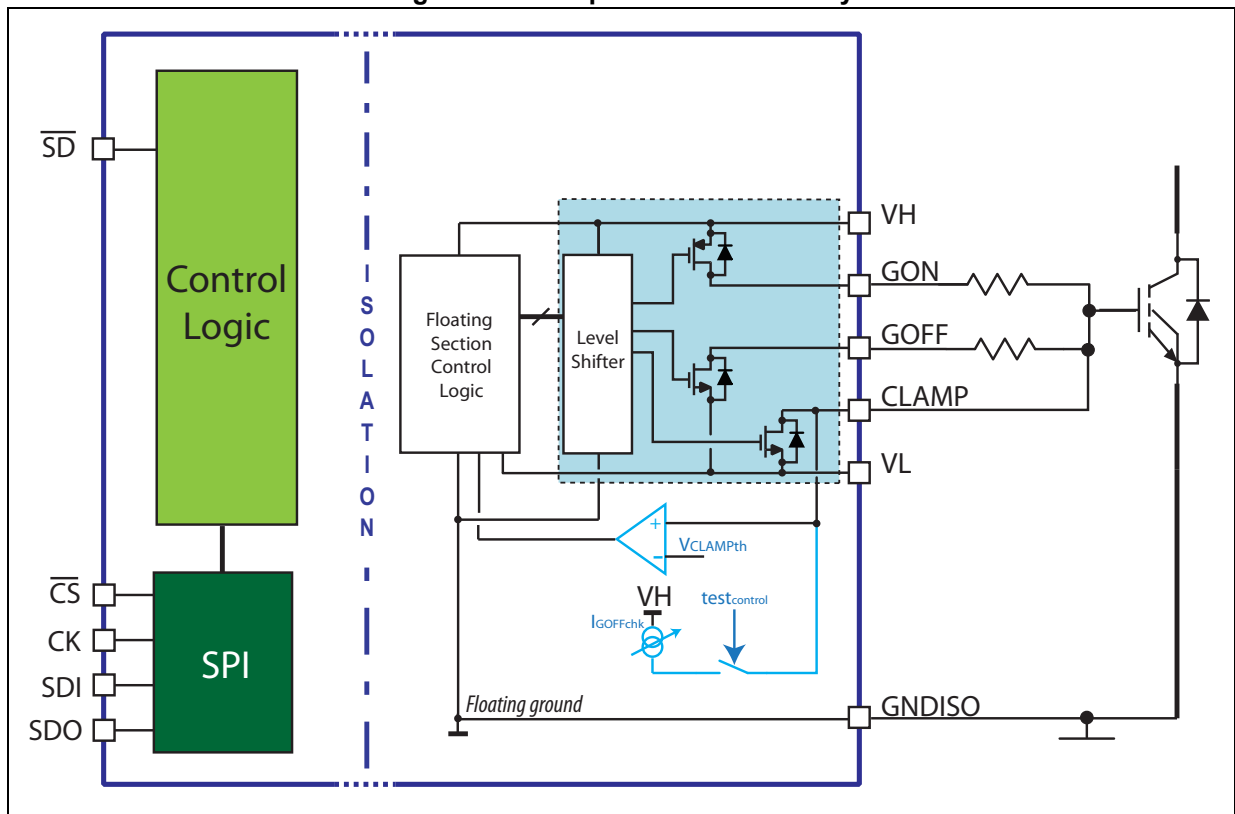 SD
Control
Logic
CS
CK
SDI
SDO
SPI
ISOLATION
Floating
Section
Control
Logic
Level
Shifter
VH
GON
GOFF
CLAMP
VL
+
−
VCLAMPth
VH
IGOFFchk
testcontrol
Floating ground
GNDISO